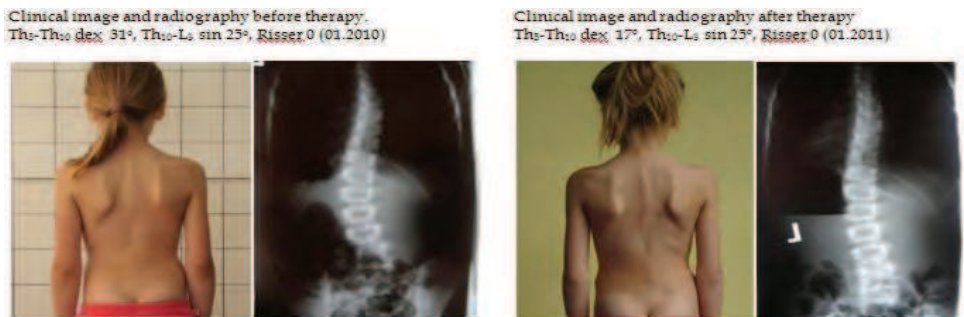 Clinical image and radiography before therapy.
Th₅-Th₁₀ dex 31°, Th₁₀-L₅ sin 25°, Risser 0 (01.2010)
Clinical image and radiography after therapy
Th₅-Th₁₀ dex 17°, Th₁₀-L₅ sin 25°, Risser 0 (01.2011)
L